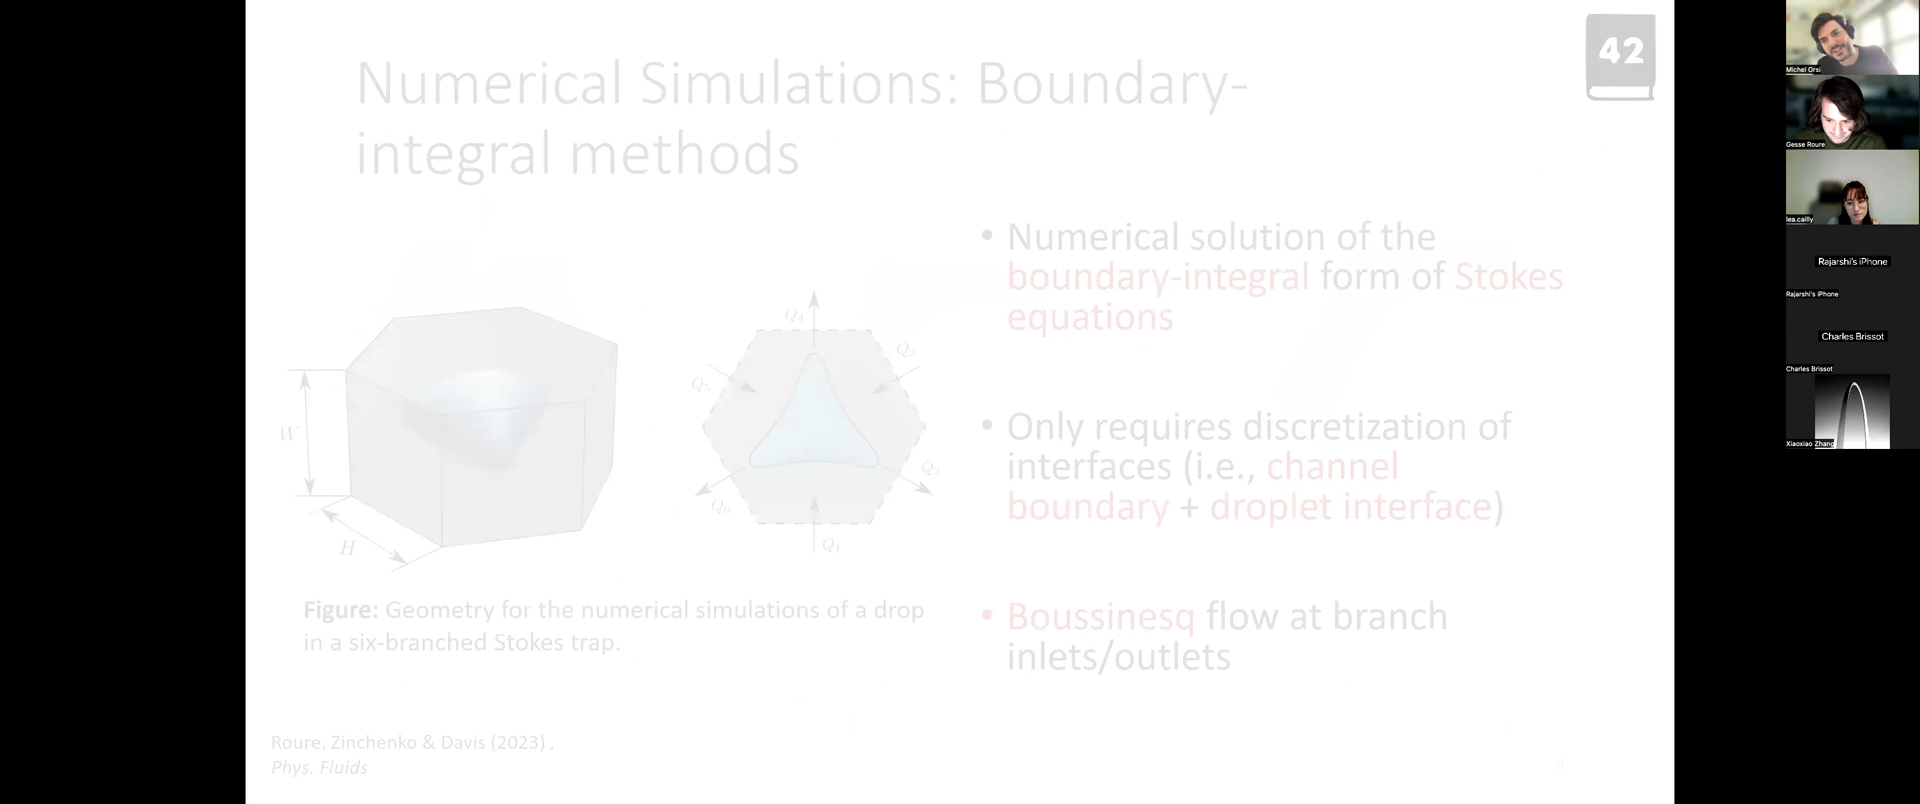 42
Numerical Simulations: Boundary-
integral methods
• Numerical solution of the
boundary-integral form of Stokes
equations
• Only requires discretization of
interfaces (i.e., channel
boundary + droplet interface)
• Boussinesq flow at branch
inlets/outlets
W
H
Q4
Q3
Q5
Q2
Q6
Q1
Figure: Geometry for the numerical simulations of a drop
in a six-branched Stokes trap.
Roure, Zinchenko & Davis (2023) ,
Phys. Fluids
Michel Orsi
Gesse Roure
lea.cailly
Rajarshi's iPhone
Rajarshi's iPhone
Charles Brissot
Charles Brissot
Xiaoxiao Zhang